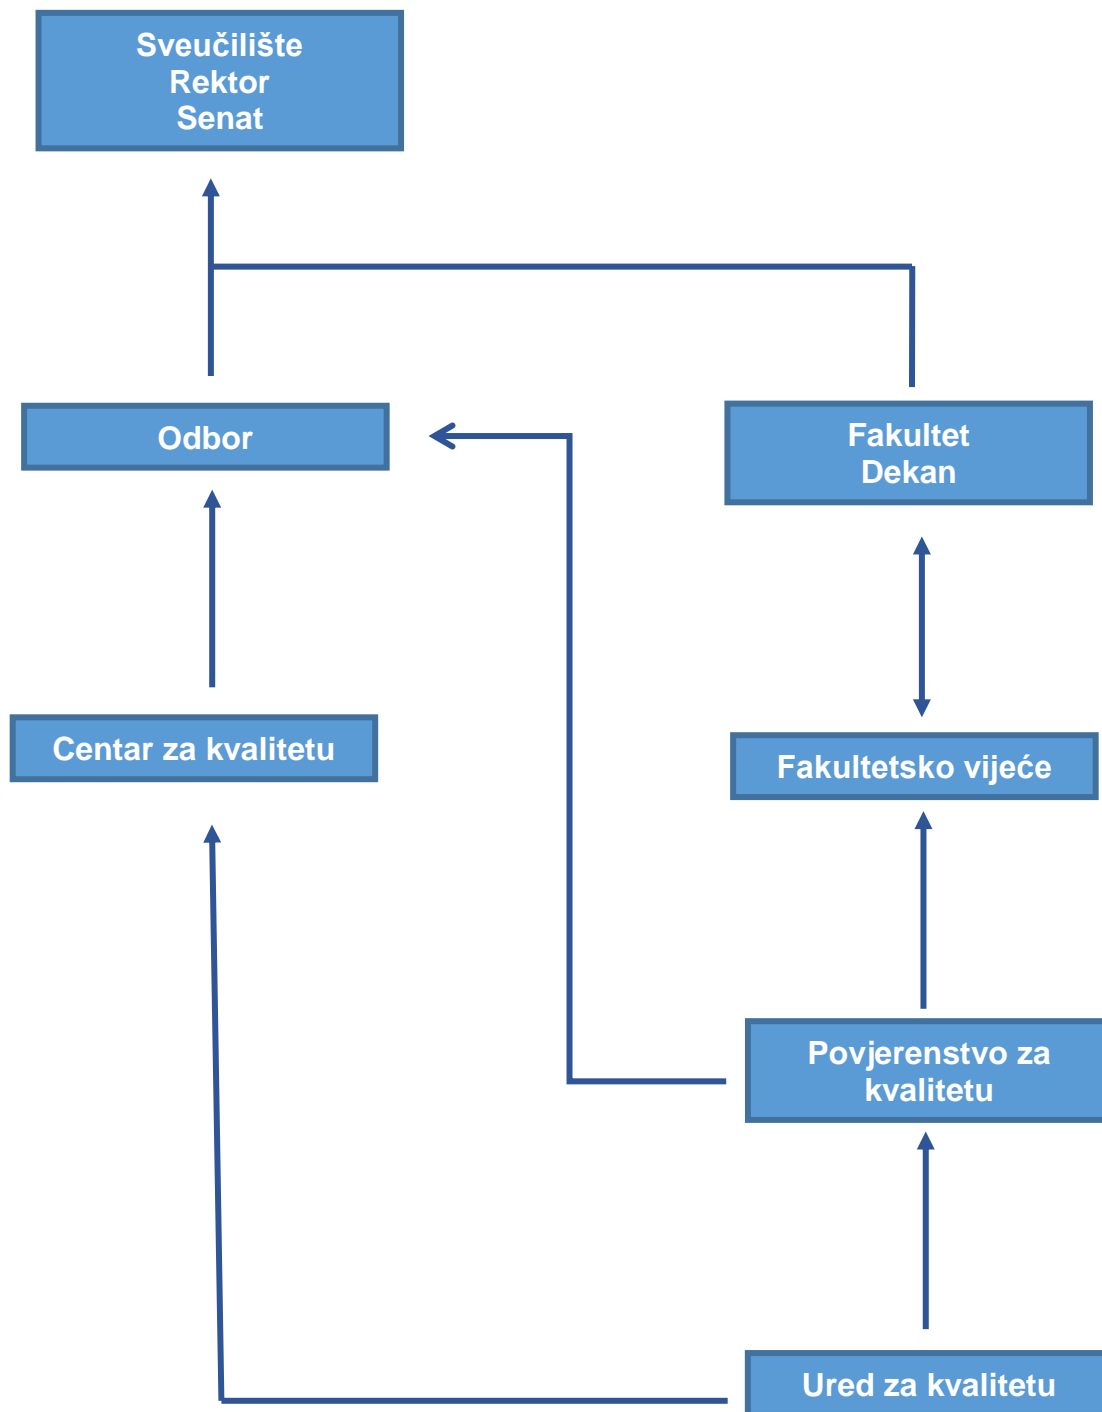 Sveučilište
Rektor
Senat
Odbor
Fakultet
Dekan
Centar za kvalitetu
Fakultetsko vijeće
Povjerenstvo za
kvalitetu
Ured za kvalitetu